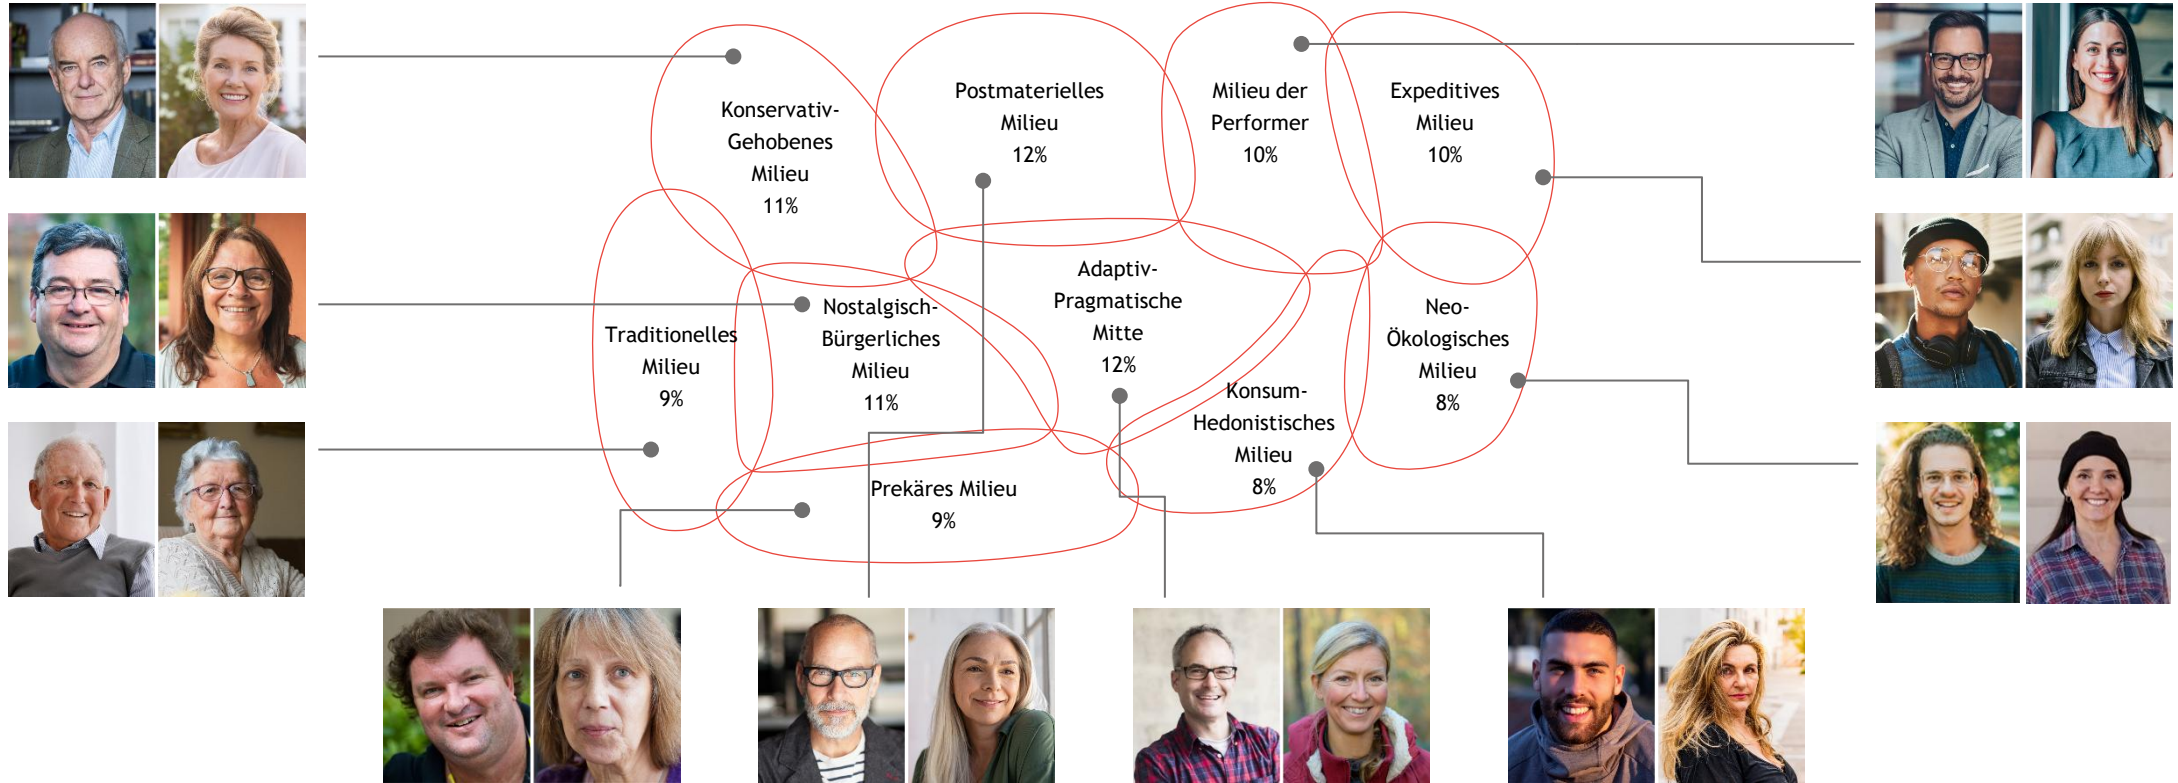 Konservativ-
Gehobenes
Milieu
11%
Postmaterielles
Milieu
12%
Milieu der
Performer
10%
Expeditives
Milieu
10%
Traditionelles
Milieu
9%
Nostalgisch-
Bürgerliches
Milieu
11%
Adaptiv-
Pragmatische
Mitte
12%
Konsum-
Hedonistisches
Milieu
8%
Neo-
Ökologisches
Milieu
8%
Prekäres Milieu
9%